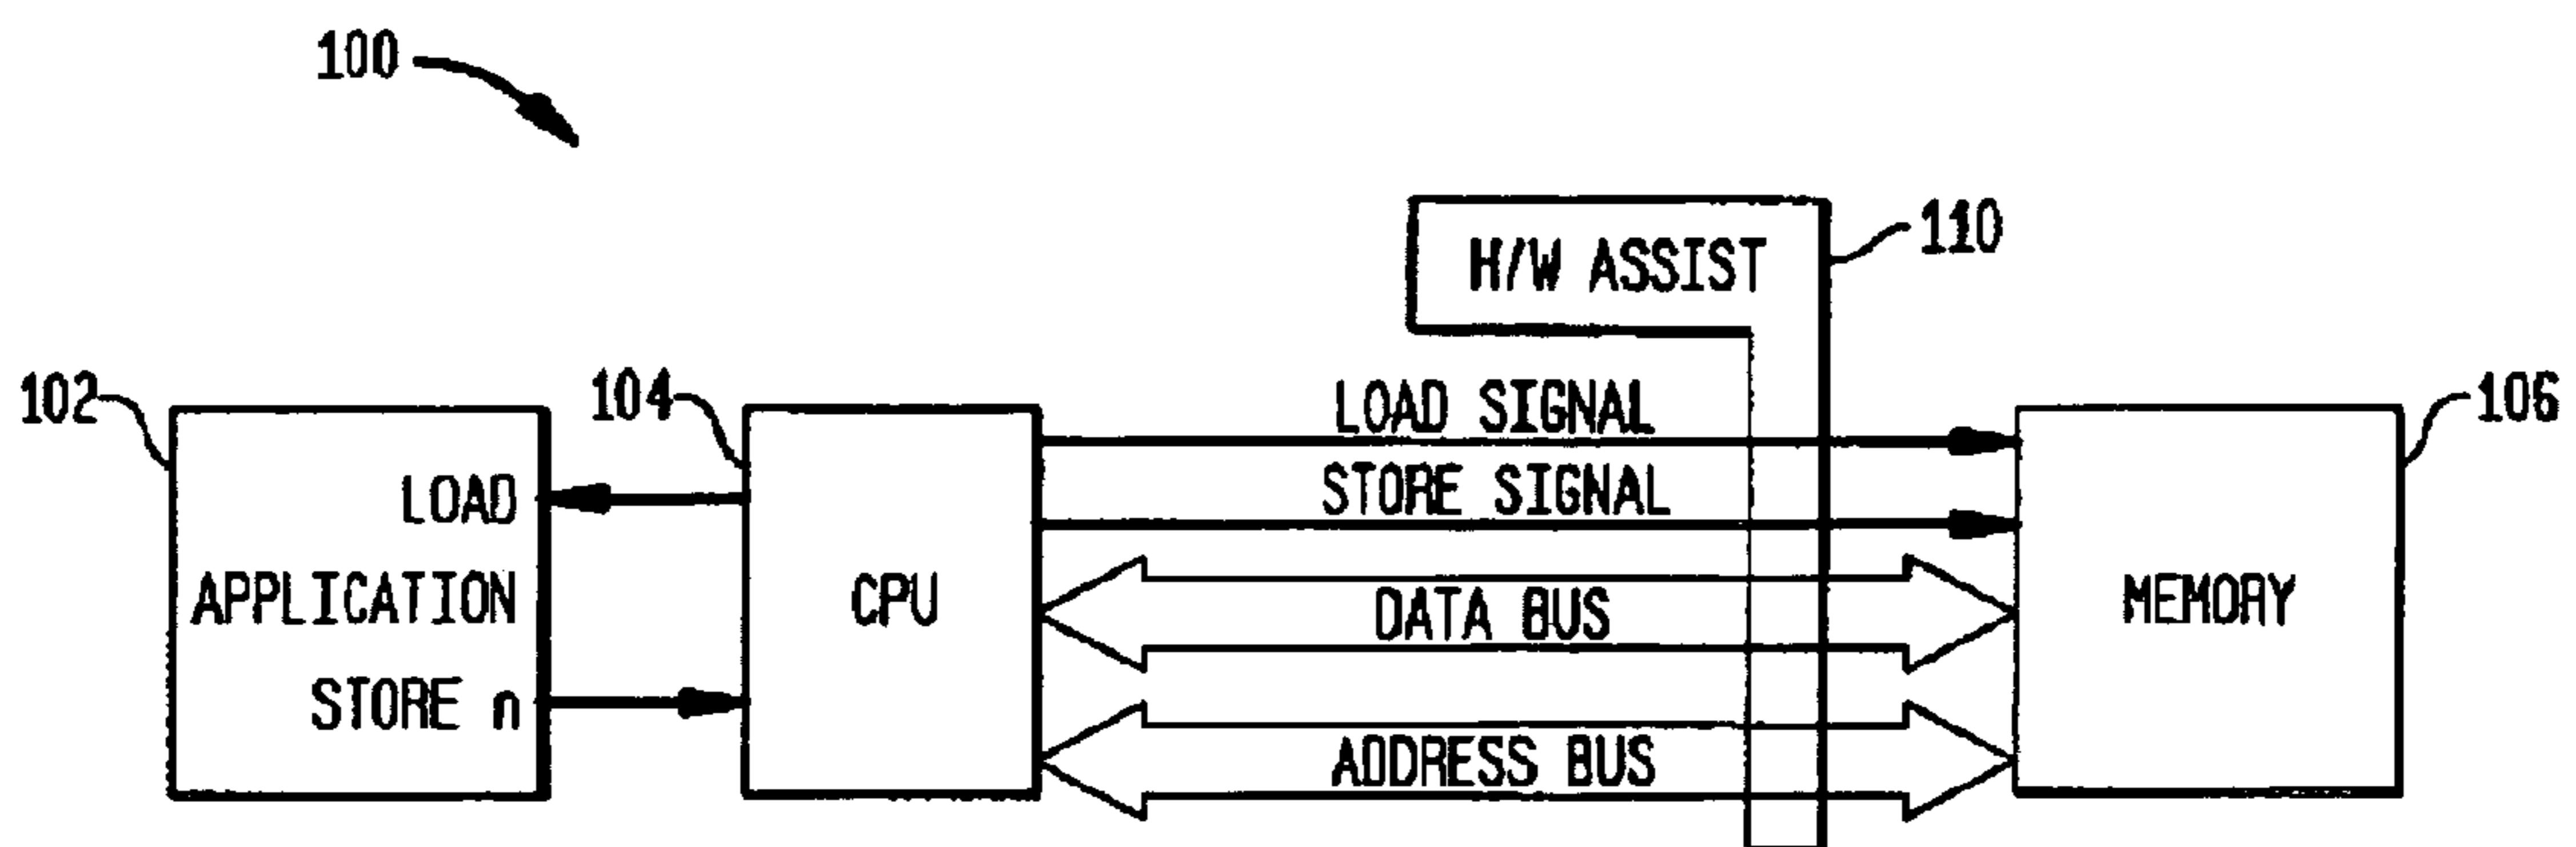 100
H/W ASSIST
110
102
104
LOAD SIGNAL
106
LOAD
STORE SIGNAL
APPLICATION
CPU
DATA BUS
MEMORY
STORE n
ADDRESS BUS